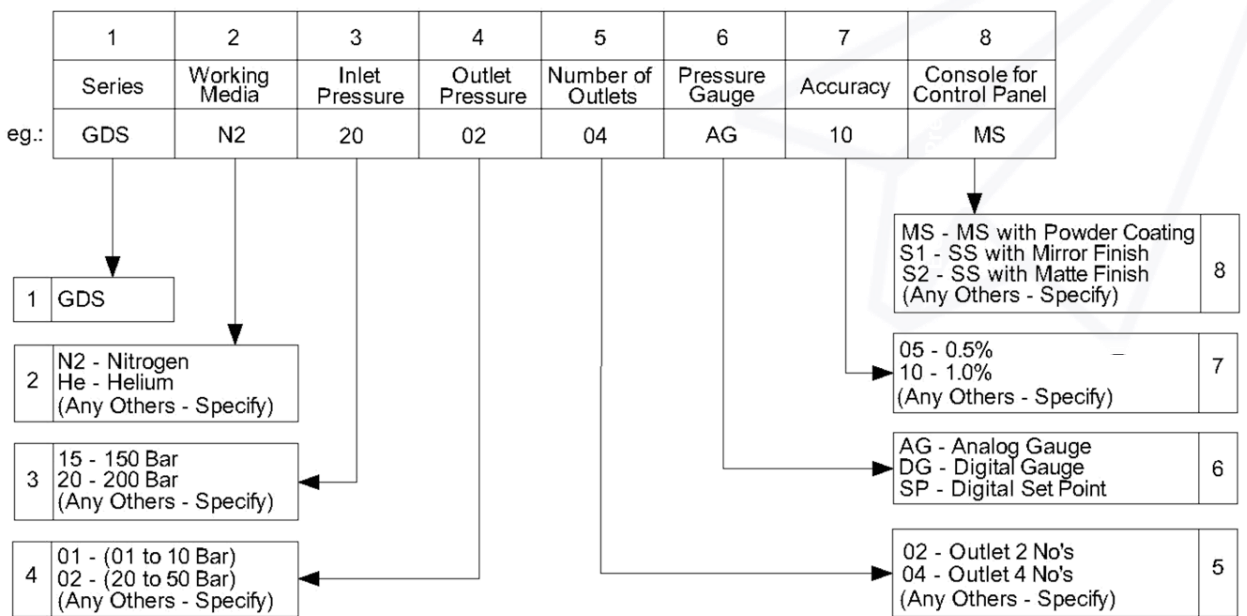 1 2 3 4 5 6 7 8
Series Working Media Inlet Pressure Outlet Pressure Number of Outlets Pressure Gauge Accuracy Console for Control Panel
eg.: GDS N2 20 02 04 AG 10 MS
1 GDS
2
N2 - Nitrogen
He - Helium
(Any Others - Specify)
3
15 - 150 Bar
20 - 200 Bar
(Any Others - Specify)
4
01 - (01 to 10 Bar)
02 - (20 to 50 Bar)
(Any Others - Specify)
MS - MS with Powder Coating
S1 - SS with Mirror Finish
S2 - SS with Matte Finish
(Any Others - Specify)
8
05 - 0.5%
10 - 1.0%
(Any Others - Specify)
7
AG - Analog Gauge
DG - Digital Gauge
SP - Digital Set Point
6
02 - Outlet 2 No's
04 - Outlet 4 No's
(Any Others - Specify)
5